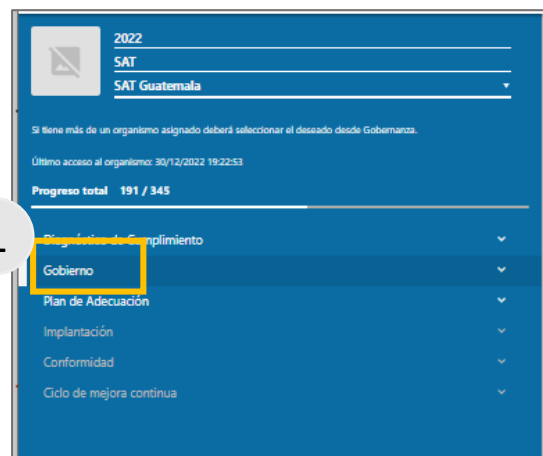 2022
SAT
SAT Guatemala
Si tiene más de un organismo asignado deberá seleccionar el deseado desde Gobernanza.
Último acceso al organismo: 30/12/2022 19:22:53
Progreso total 191 / 345
Diagnóstico de Cumplimiento
Gobierno
Plan de Adecuación
Implantación
Conformidad
Ciclo de mejora continua